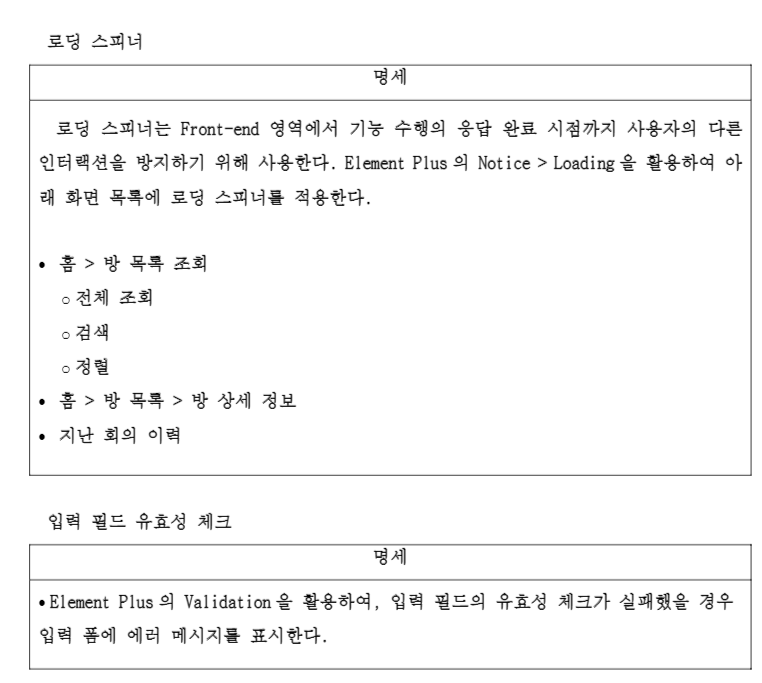 로딩 스피너
명세
로딩 스피너는 Front-end 영역에서 기능 수행의 응답 완료 시점까지 사용자의 다른
인터랙션을 방지하기 위해 사용한다. Element Plus 의 Notice > Loading 을 활용하여 아
래 화면 목록에 로딩 스피너를 적용한다.
• 홈 > 방 목록 조회
○ 전체 조회
○ 검색
○ 정렬
• 홈 > 방 목록 > 방 상세 정보
• 지난 회의 이력
입력 필드 유효성 체크
명세
• Element Plus 의 Validation 을 활용하여, 입력 필드의 유효성 체크가 실패했을 경우
입력 폼에 에러 메시지를 표시한다.